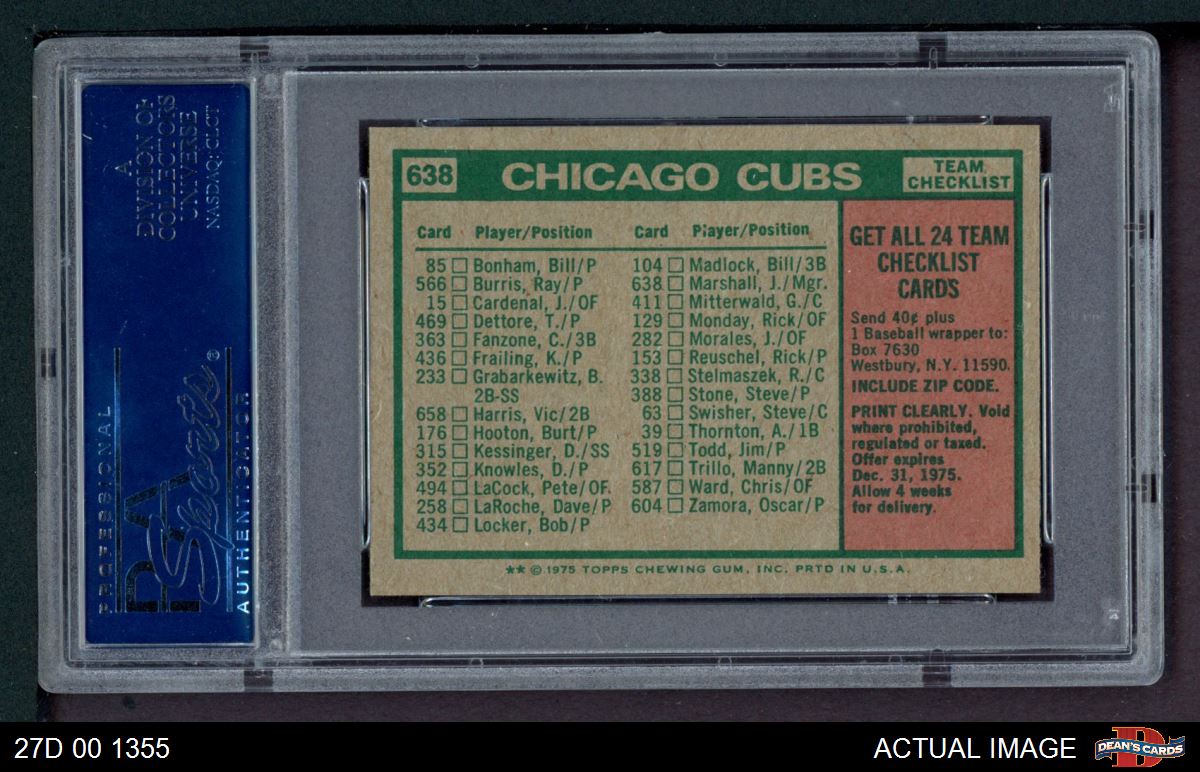 A
DIVISION OF
COLLECTORS
UNIVERSE
NASDAQ: CLCT
PROFESSIONAL
PSA
Sports®
AUTHENTICATOR
638 CHICAGO CUBS TEAM CHECKLIST
Card Player/Position
85 Bonham, Bill/P
566 Burris, Ray/P
15 Cardenal, J./OF
469 Dettore, T./P
363 Fanzone, C./3B
436 Frailing, K./P
233 Grabarkewitz, B.
2B-SS
658 Harris, Vic/2B
176 Hooton, Burt/P
315 Kessinger, D./SS
352 Knowles, D./P
494 LaCock, Pete/OF.
258 LaRoche, Dave/P
434 Locker, Bob/P
Card Player/Position
104 Madlock, Bill/3B
638 Marshall, J./Mgr.
411 Mitterwald, G./C
129 Monday, Rick/OF
282 Morales, J./OF
153 Reuschel, Rick/P
338 Stelmaszek, R./C
388 Stone, Steve/P
63 Swisher, Steve/C
39 Thornton, A./1B
519 Todd, Jim/P
617 Trillo, Manny/2B
587 Ward, Chris/OF
604 Zamora, Oscar/P
GET ALL 24 TEAM
CHECKLIST
CARDS
Send 40¢ plus
1 Baseball wrapper to:
Box 7630
Westbury, N.Y. 11590.
INCLUDE ZIP CODE.
PRINT CLEARLY. Void
where prohibited,
regulated or taxed.
Offer expires
Dec. 31, 1975.
Allow 4 weeks
for delivery.
** © 1975 TOPPS CHEWING GUM, INC. PRTD IN U.S.A.
27D 00 1355
ACTUAL IMAGE
DEAN'S CARDS